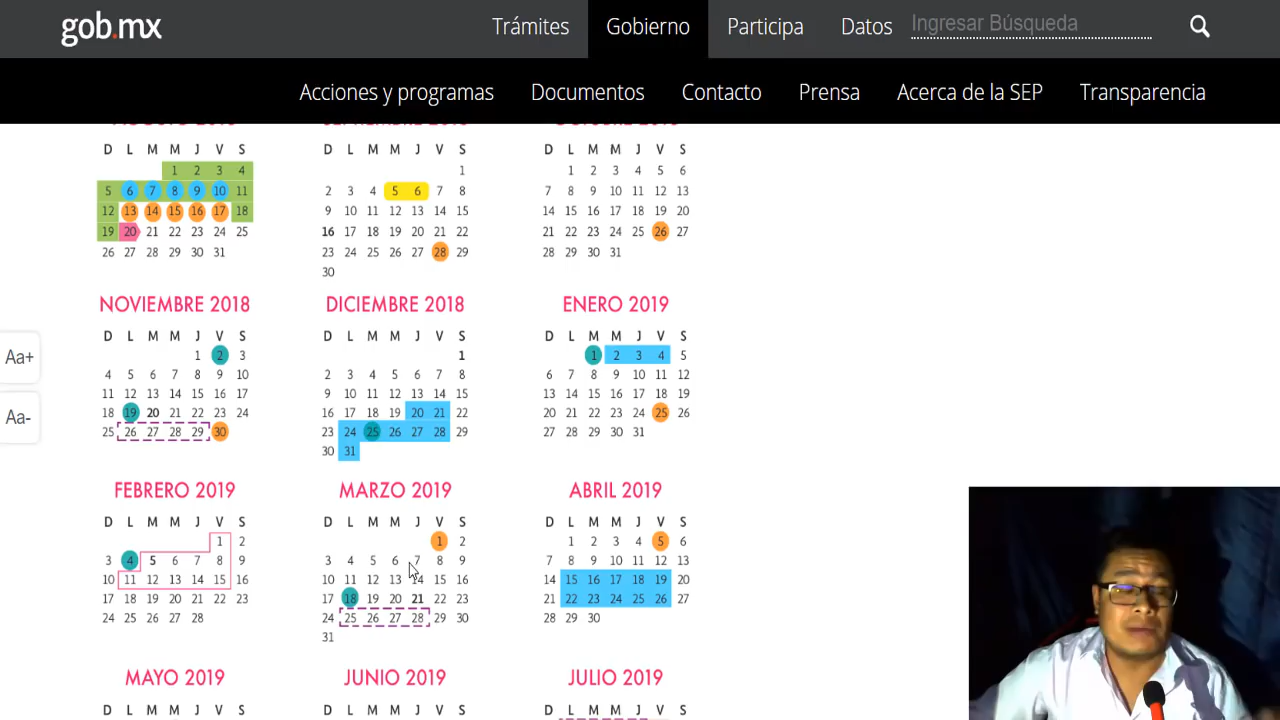 gob.mx Trámites Gobierno Participa Datos Ingresar Búsqueda
Acciones y programas Documentos Contacto Prensa Acerca de la SEP Transparencia
AGOSTO 2018 SEPTIEMBRE 2018 OCTUBRE 2018
D L M M J V S D L M M J V S D L M M J V S
1 2 3 4 1 1 2 3 4 5 6
5 6 7 8 9 10 11 2 3 4 5 6 7 8 7 8 9 10 11 12 13
12 13 14 15 16 17 18 9 10 11 12 13 14 15 14 15 16 17 18 19 20
19 20 21 22 23 24 25 16 17 18 19 20 21 22 21 22 23 24 25 26 27
26 27 28 29 30 31 23 24 25 26 27 28 29 28 29 30 31
30
NOVIEMBRE 2018 DICIEMBRE 2018 ENERO 2019
D L M M J V S D L M M J V S D L M M J V S
1 2 3 1 1 2 3 4 5
4 5 6 7 8 9 10 2 3 4 5 6 7 8 6 7 8 9 10 11 12
11 12 13 14 15 16 17 9 10 11 12 13 14 15 13 14 15 16 17 18 19
18 19 20 21 22 23 24 16 17 18 19 20 21 22 20 21 22 23 24 25 26
25 26 27 28 29 30 23 24 25 26 27 28 29 27 28 29 30 31
30 31
Aa+
Aa-
FEBRERO 2019 MARZO 2019 ABRIL 2019
D L M M J V S D L M M J V S D L M M J V S
1 2 1 2 1 2 3 4 5 6
3 4 5 6 7 8 9 3 4 5 6 7 8 9 7 8 9 10 11 12 13
10 11 12 13 14 15 16 10 11 12 13 14 15 16 14 15 16 17 18 19 20
17 18 19 20 21 22 23 17 18 19 20 21 22 23 21 22 23 24 25 26 27
24 25 26 27 28 24 25 26 27 28 29 30 28 29 30
31
MAYO 2019 JUNIO 2019 JULIO 2019
D L M M J V S D L M M J V S D L M M J V S